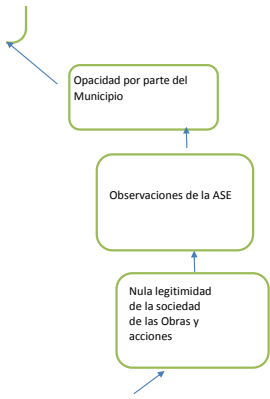 Opacidad por parte del
Municipio
Observaciones de la ASE
Nula legitimidad
de la sociedad
de las Obras y
acciones